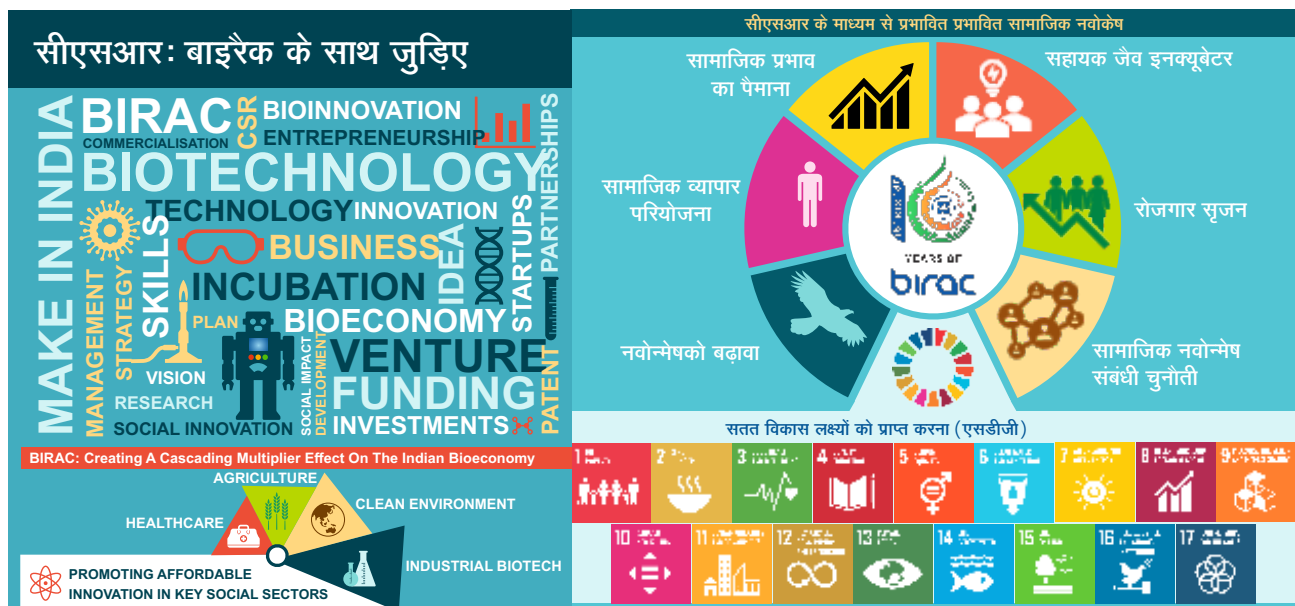 सीएसआर: बाइरैक के साथ जुड़िए
MAKE IN INDIA
BIRAC
COMMERCIALISATION
CSR
BIOINNOVATION
ENTREPRENEURSHIP
PARTNERSHIPS
BIOTECHNOLOGY
TECHNOLOGY
INNOVATION
SKILLS
BUSINESS
IDEA
STARTUPS
MANAGEMENT
STRATEGY
INCUBATION
PLAN
BIOECONOMY
VENTURE
VISION
SOCIAL IMPACT
DEVELOPMENT
FUNDING
PATENT
RESEARCH
SOCIAL INNOVATION
INVESTMENTS
BIRAC: Creating A Cascading Multiplier Effect On The Indian Bioeconomy
AGRICULTURE
CLEAN ENVIRONMENT
HEALTHCARE
INDUSTRIAL BIOTECH
PROMOTING AFFORDABLE
INNOVATION IN KEY SOCIAL SECTORS
सीएसआर के माध्यम से प्रभावित प्रभावित सामाजिक नवोकेष
सामाजिक प्रभाव
का पैमाना
सहायक जैव इनक्यूबेटर
सामाजिक व्यापार
परियोजना
रोजगार सृजन
YEARS OF
birac
नवोन्मेषको बढ़ावा
सामाजिक नवोन्मेष
संबंधी चुनौती
सतत विकास लक्ष्यों को प्राप्त करना (एसडीजी)
1
2
3
4
5
6
7
8
9
10
11
12
13
14
15
16
17